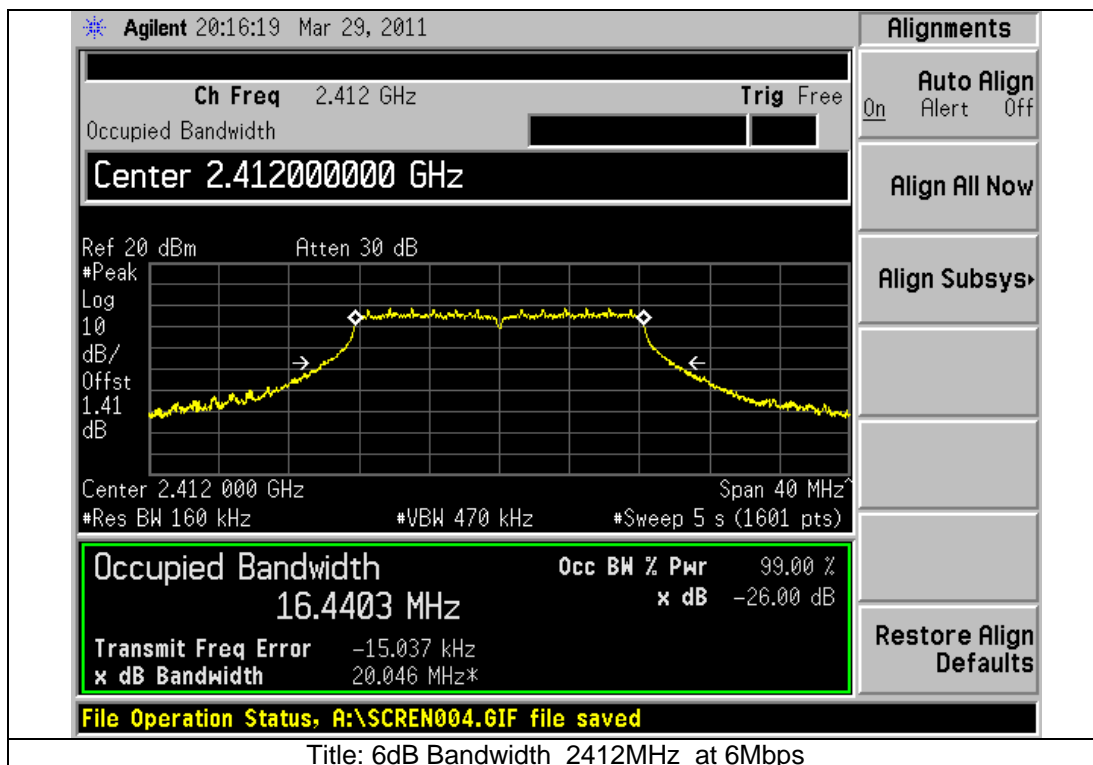 Agilent 20:16:19 Mar 29, 2011
Alignments
Ch Freq 2.412 GHz Trig Free
Occupied Bandwidth
Center 2.412000000 GHz
Ref 20 dBm Atten 30 dB
#Peak
Log
10
dB/
Offst
1.41
dB
Center 2.412 000 GHz Span 40 MHz^
#Res BW 160 kHz #VBW 470 kHz #Sweep 5 s (1601 pts)
Occupied Bandwidth Occ BW % Pwr 99.00 %
16.4403 MHz x dB -26.00 dB
Transmit Freq Error -15.037 kHz
x dB Bandwidth 20.046 MHz*
File Operation Status, A:\SCREN004.GIF file saved
Auto Align
On Alert Off
Align All Now
Align Subsys▸
Restore Align
Defaults
Title: 6dB Bandwidth 2412MHz at 6Mbps